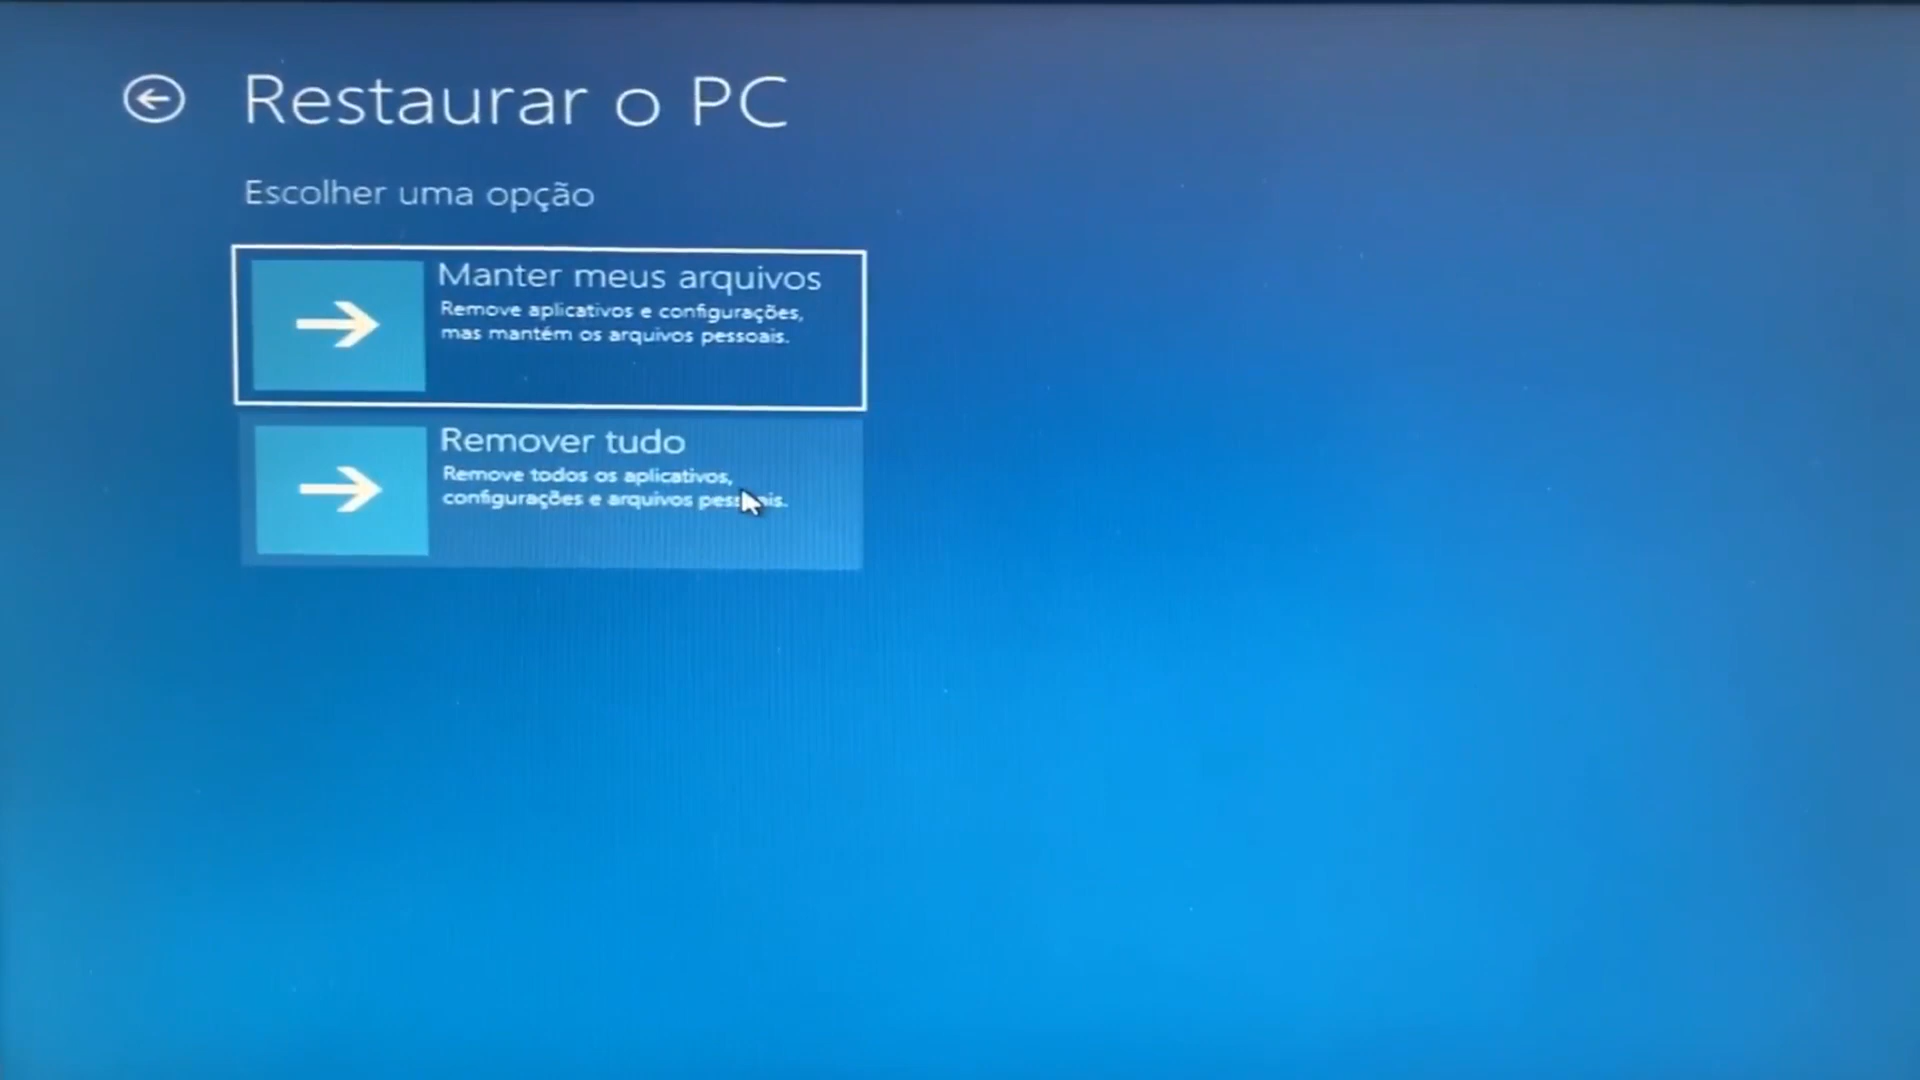 Restaurar o PC
Escolher uma opção
Manter meus arquivos
Remove aplicativos e configurações,
mas mantém os arquivos pessoais.
Remover tudo
Remove todos os aplicativos,
configurações e arquivos pessoais.